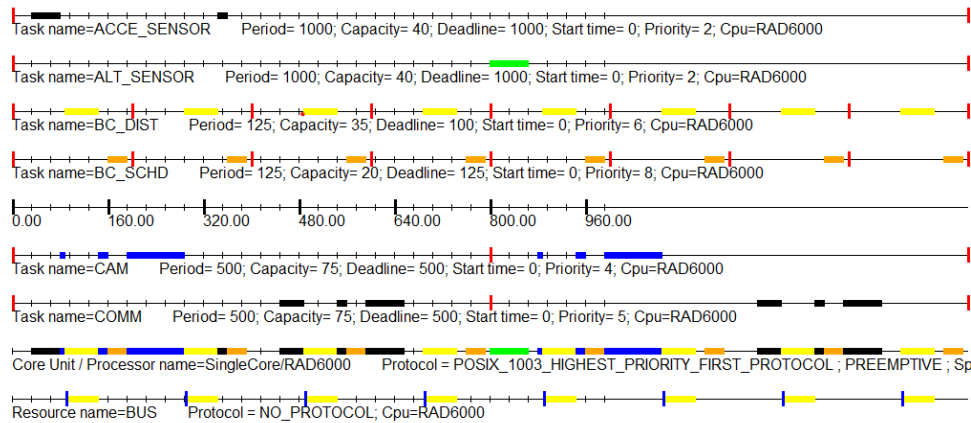 Task name=ACCE_SENSOR Period= 1000; Capacity= 40; Deadline= 1000; Start time= 0; Priority= 2; Cpu=RAD6000
Task name=ALT_SENSOR Period= 1000; Capacity= 40; Deadline= 1000; Start time= 0; Priority= 2; Cpu=RAD6000
Task name=BC_DIST Period= 125; Capacity= 35; Deadline= 100; Start time= 0; Priority= 6; Cpu=RAD6000
Task name=BC_SCHD Period= 125; Capacity= 20; Deadline= 125; Start time= 0; Priority= 8; Cpu=RAD6000
0.00 160.00 320.00 480.00 640.00 800.00 960.00
Task name=CAM Period= 500; Capacity= 75; Deadline= 500; Start time= 0; Priority= 4; Cpu=RAD6000
Task name=COMM Period= 500; Capacity= 75; Deadline= 500; Start time= 0; Priority= 5; Cpu=RAD6000
Core Unit / Processor name=SingleCore/RAD6000 Protocol = POSIX_1003_HIGHEST_PRIORITY_FIRST_PROTOCOL ; PREEMPTIVE ; Sp
Resource name=BUS Protocol = NO_PROTOCOL; Cpu=RAD6000